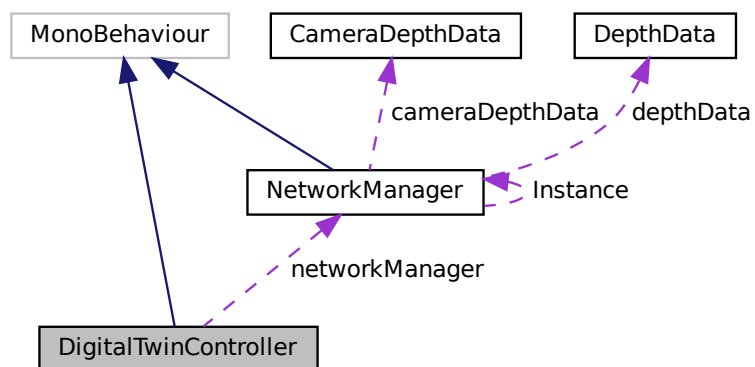 MonoBehaviour
CameraDepthData
DepthData
cameraDepthData
depthData
NetworkManager
Instance
networkManager
DigitalTwinController